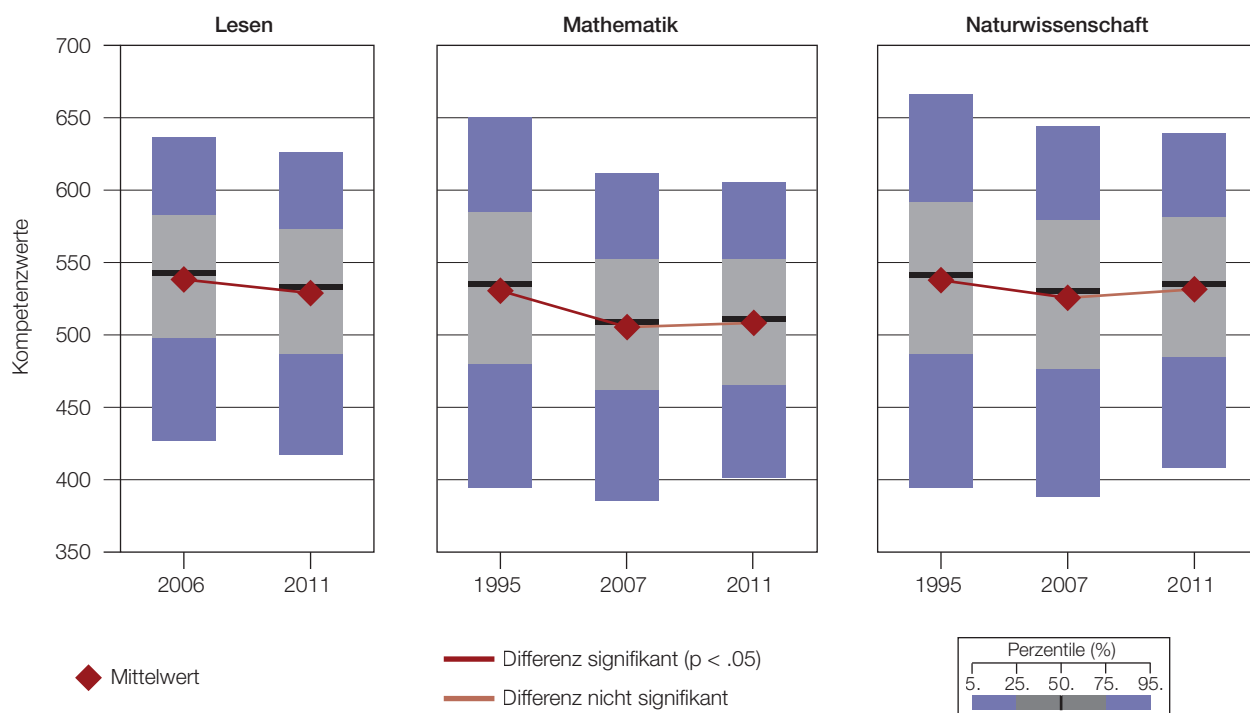 Lesen Mathematik Naturwissenschaft
700
650
600
550
500
450
400
350
Kompetenzwerte
2006 2011 1995 2007 2011 1995 2007 2011
Mittelwert
Differenz signifikant (p < .05)
Differenz nicht signifikant
Perzentile (%)
5. 25. 50. 75. 95.